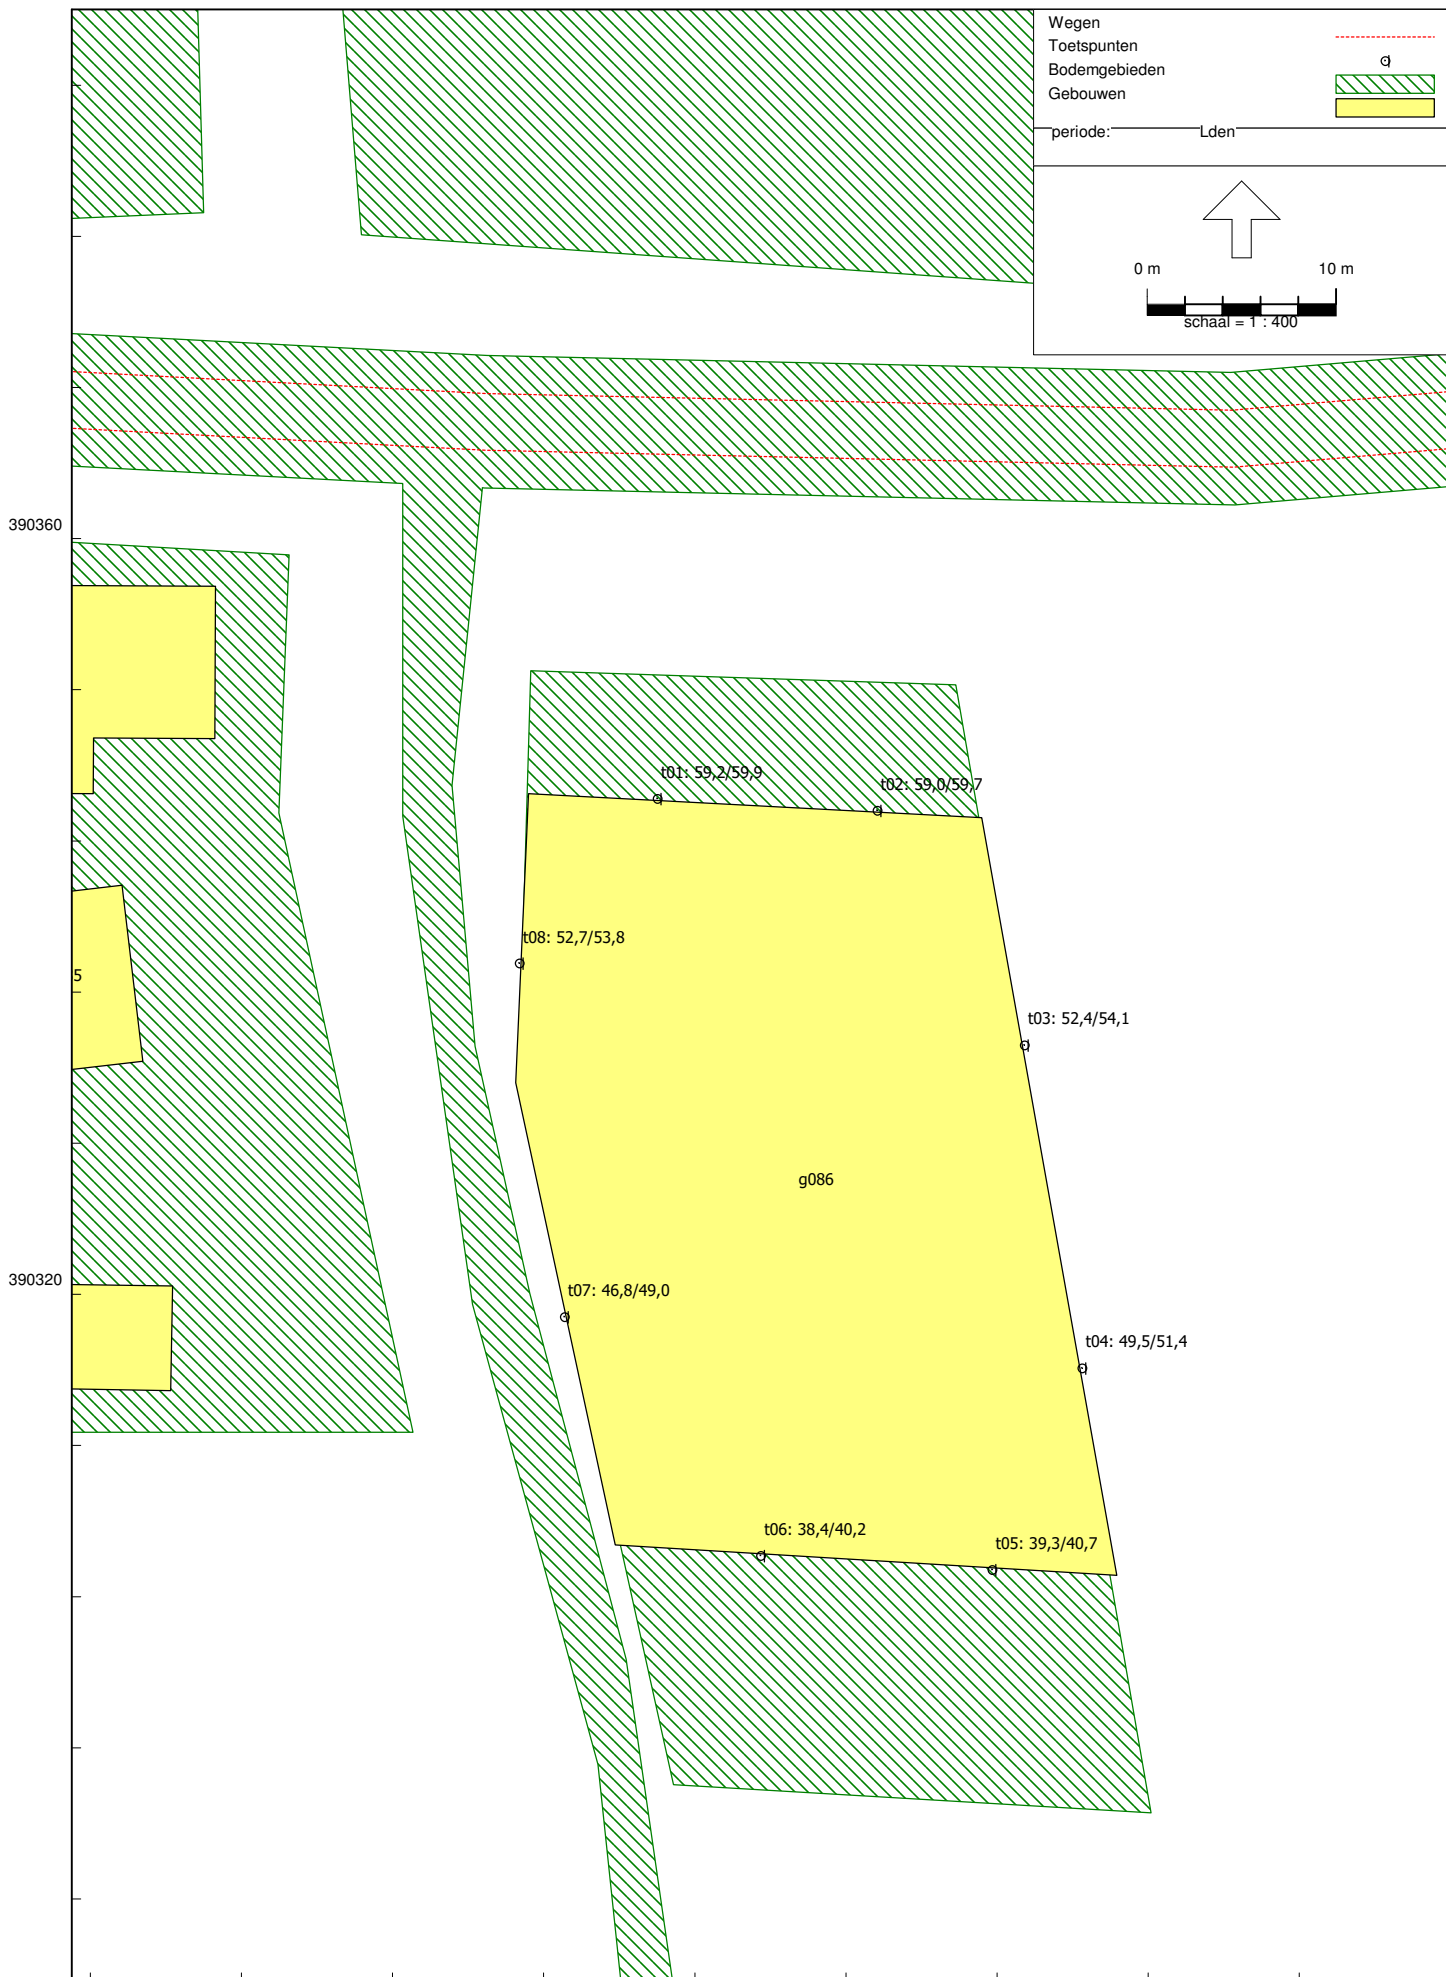 Wegen
Toetspunten
Bodemgebieden
Gebouwen
periode: Lden
0 m 10 m
schaal = 1 : 400
390360
t01: 59,2/59,9
t02: 59,0/59,7
t08: 52,7/53,8
5
t03: 52,4/54,1
g086
390320
t07: 46,8/49,0
t04: 49,5/51,4
t06: 38,4/40,2
t05: 39,3/40,7